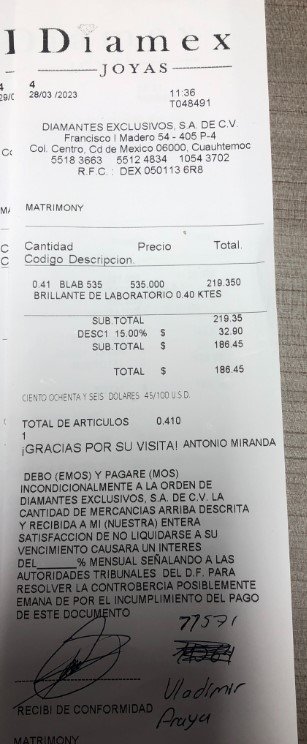 Diamex
JOYAS
4
28/03 /2023 11:36
T048491
DIAMANTES EXCLUSIVOS, S.A. DE C.V.
Francisco I Madero 54 - 405 P-4
Col. Centro, Cd de Mexico 06000, Cuauhtemoc
5518 3663 5512 4834 1054 3702
R.F.C.: DEX 050113 6R8
MATRIMONY
Cantidad Precio Total.
Codigo Descripcion.
0.41 BLAB 535 535.000 219.350
BRILLANTE DE LABORATORIO 0.40 KTES
SUB.TOTAL 219.35
DESC1 15.00% $ 32.90
SUB.TOTAL $ 186.45
TOTAL $ 186.45
CIENTO OCHENTA Y SEIS DOLARES 45/100 U.S.D.
TOTAL DE ARTICULOS 0.410
1
¡GRACIAS POR SU VISITA! ANTONIO MIRANDA
DEBO (EMOS) Y PAGARE (MOS)
INCONDICIONALMENTE A LA ORDEN DE
DIAMANTES EXCLUSIVOS, S.A. DE C.V. LA
CANTIDAD DE MERCANCIAS ARRIBA DESCRITA
Y RECIBIDA A MI (NUESTRA) ENTERA
SATISFACCION DE NO LIQUIDARSE A SU
VENCIMIENTO CAUSARA UN INTERES
DEL_____% MENSUAL SEÑALANDO A LAS
AUTORIDADES TRIBUNALES DEL D.F. PARA
RESOLVER LA CONTROBERCIA POSIBLEMENTE
EMANA DE POR EL INCUMPLIMIENTO DEL PAGO
DE ESTE DOCUMENTO
77571
Vladimir
RECIBI DE CONFORMIDAD Araya
MATRIMONY